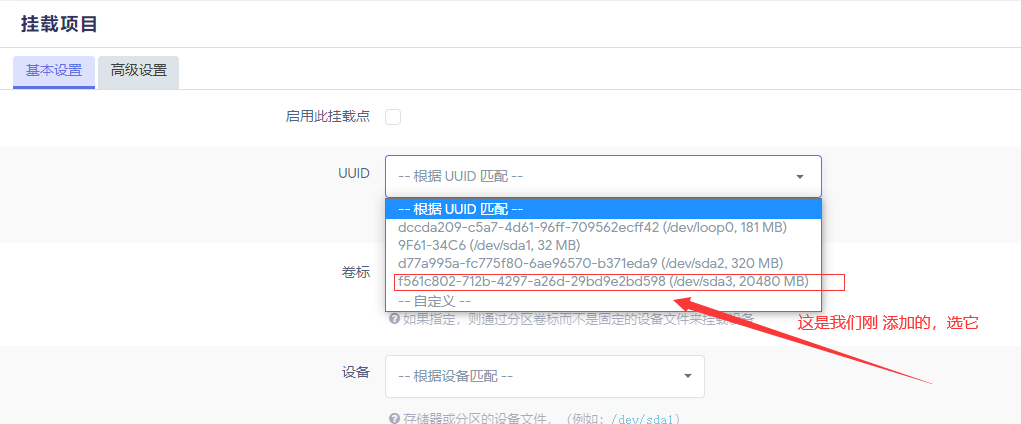 挂载项目
基本设置
高级设置
启用此挂载点
UUID
-- 根据 UUID 匹配 --
-- 根据 UUID 匹配 --
dccda209-c5a7-4d61-96ff-709562ecff42 (/dev/loop0, 181 MB)
9F61-34C6 (/dev/sda1, 32 MB)
d77a995a-fc775f80-6ae96570-b371eda9 (/dev/sda2, 320 MB)
f561c802-712b-4297-a26d-29bd9e2bd598 (/dev/sda3, 20480 MB)
-- 自定义 --
卷标
如果指定，则通过分区卷标而不是固定的设备文件来挂载设备
这是我们刚 添加的，选它
设备
-- 根据设备匹配 --
存储器或分区的设备文件，（例如：/dev/sda1）